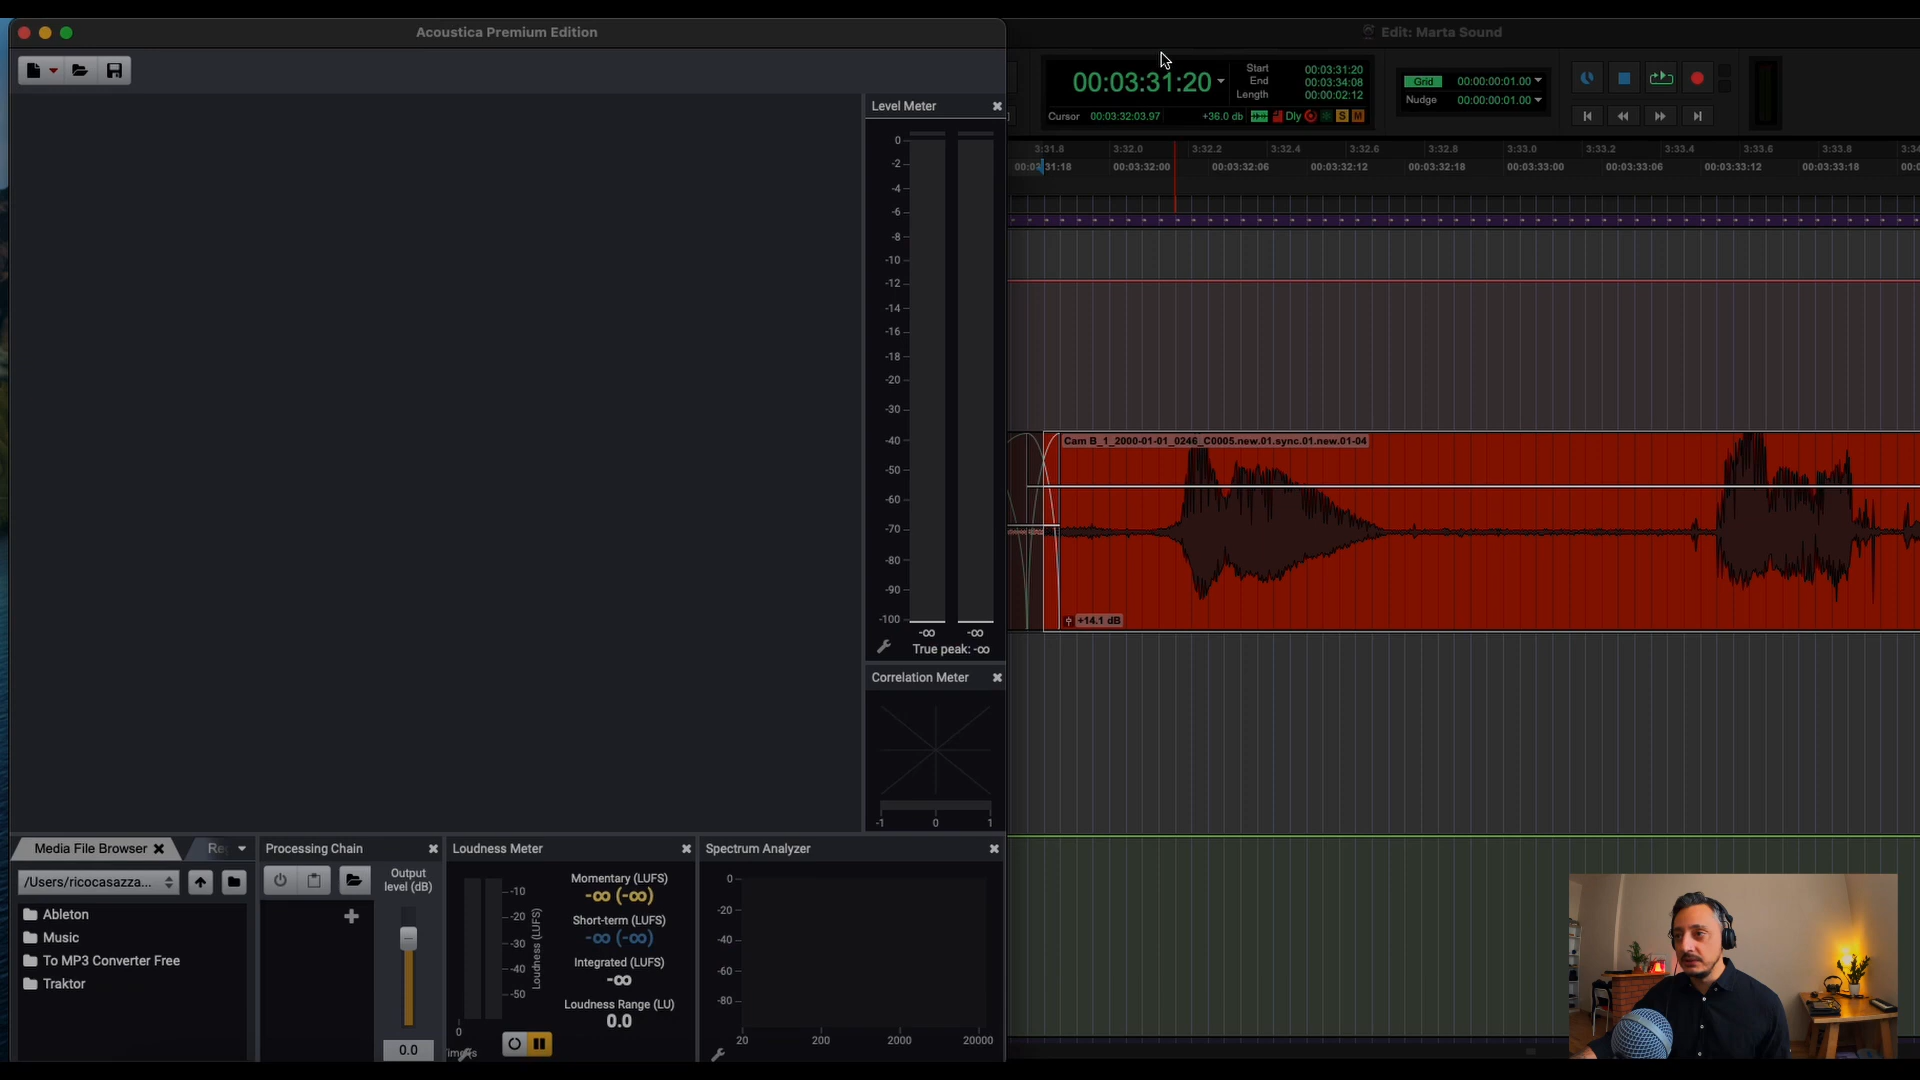 Acoustica Premium Edition
Edit: Marta Sound
00:03:31:20
Start 00:03:31:20
End 00:03:34:08
Length 00:00:02:12
Cursor 00:03:32:03.97 +36.0 db Dly S M
Grid 00:00:00:01.00
Nudge 00:00:00:01.00
3:31.8 3:32.0 3:32.2 3:32.4 3:32.6 3:32.8 3:33.0 3:33.2 3:33.4 3:33.6 3:33.8
00:03:31:18 00:03:32:00 00:03:32:06 00:03:32:12 00:03:32:18 00:03:33:00 00:03:33:06 00:03:33:12 00:03:33:18
Level Meter
0
-2
-4
-6
-8
-10
-12
-14
-16
-18
-20
-30
-40
-50
-60
-70
-80
-90
-100
-∞ -∞
True peak: -∞
Cam B_1_2000-01-01_0246_C0005.new.01.sync.01.new.01-04
+14.1 dB
Correlation Meter
-1 0 1
Media File Browser
Re
/Users/ricocasazza...
Ableton
Music
To MP3 Converter Free
Traktor
Processing Chain
Output
level (dB)
0.0
Loudness Meter
-10
-20
-30
-40
-50
0
Loudness (LUFS)
Momentary (LUFS)
-∞ (-∞)
Short-term (LUFS)
-∞ (-∞)
Integrated (LUFS)
-∞
Loudness Range (LU)
0.0
Spectrum Analyzer
0
-20
-40
-60
-80
20 200 2000 20000